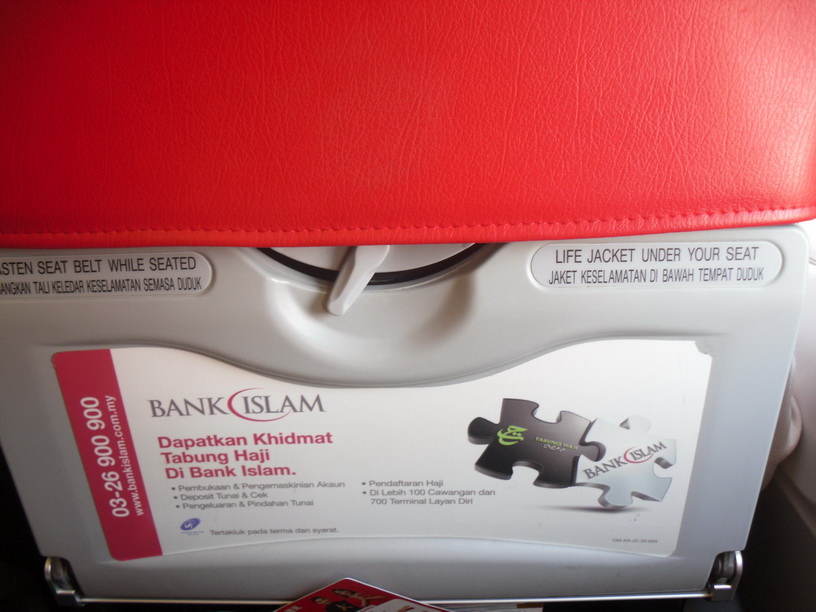 ASTEN SEAT BELT WHILE SEATED
ANGKAN TALI KELEDAR KESELAMATAN SEMASA DUDUK
LIFE JACKET UNDER YOUR SEAT
JAKET KESELAMATAN DI BAWAH TEMPAT DUDUK
03-26 900 900
www.bankislam.com.my
BANK ISLAM
Dapatkan Khidmat
Tabung Haji
Di Bank Islam.
• Pembukaan & Pengemaskinian Akaun
• Deposit Tunai & Cek
• Pengeluaran & Pindahan Tunai
• Pendaftaran Haji
• Di Lebih 100 Cawangan dan
700 Terminal Layan Diri
Tertakluk pada terma dan syarat.
TABUNG HAJI
BANK ISLAM